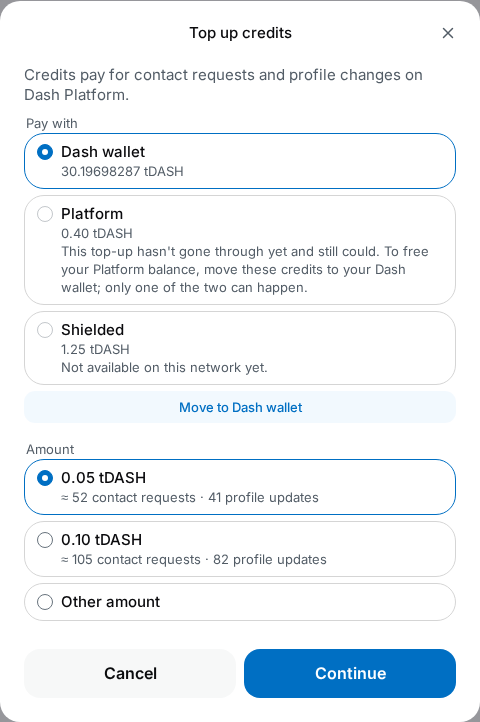 Top up credits
Credits pay for contact requests and profile changes on
Dash Platform.
Pay with
Dash wallet
30.19698287 tDASH
Platform
0.40 tDASH
This top-up hasn't gone through yet and still could. To free
your Platform balance, move these credits to your Dash
wallet; only one of the two can happen.
Shielded
1.25 tDASH
Not available on this network yet.
Move to Dash wallet
Amount
0.05 tDASH
≈ 52 contact requests · 41 profile updates
0.10 tDASH
≈ 105 contact requests · 82 profile updates
Other amount
Cancel
Continue